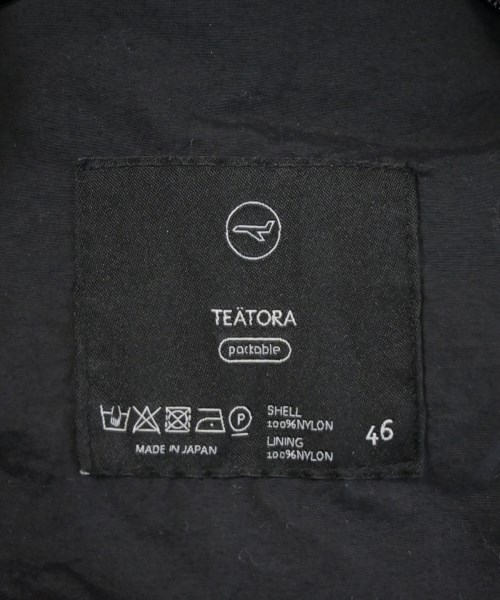 TEÄTORA
packable
SHELL
100%NYLON
LINING
100%NYLON
46
P
MADE IN JAPAN